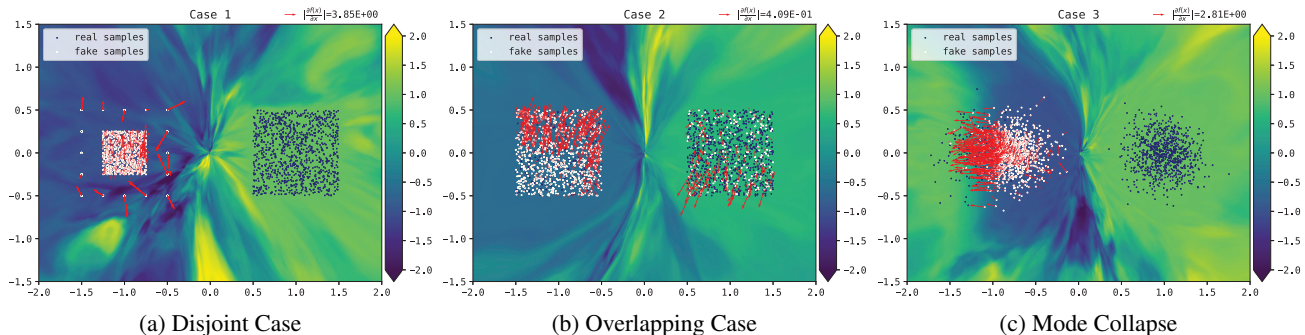 Case 1
|∂f(x)/∂x|=3.85E+00
real samples
fake samples
1.5
1.0
0.5
0.0
−0.5
−1.0
−1.5
−2.0 −1.5 −1.0 −0.5 0.0 0.5 1.0 1.5 2.0
2.0
1.5
1.0
0.5
0.0
−0.5
−1.0
−1.5
−2.0
(a) Disjoint Case
Case 2
|∂f(x)/∂x|=4.09E-01
real samples
fake samples
1.5
1.0
0.5
0.0
−0.5
−1.0
−1.5
−2.0 −1.5 −1.0 −0.5 0.0 0.5 1.0 1.5 2.0
2.0
1.5
1.0
0.5
0.0
−0.5
−1.0
−1.5
−2.0
(b) Overlapping Case
Case 3
|∂f(x)/∂x|=2.81E+00
real samples
fake samples
1.5
1.0
0.5
0.0
−0.5
−1.0
−1.5
−2.0 −1.5 −1.0 −0.5 0.0 0.5 1.0 1.5 2.0
2.0
1.5
1.0
0.5
0.0
−0.5
−1.0
−1.5
−2.0
(c) Mode Collapse